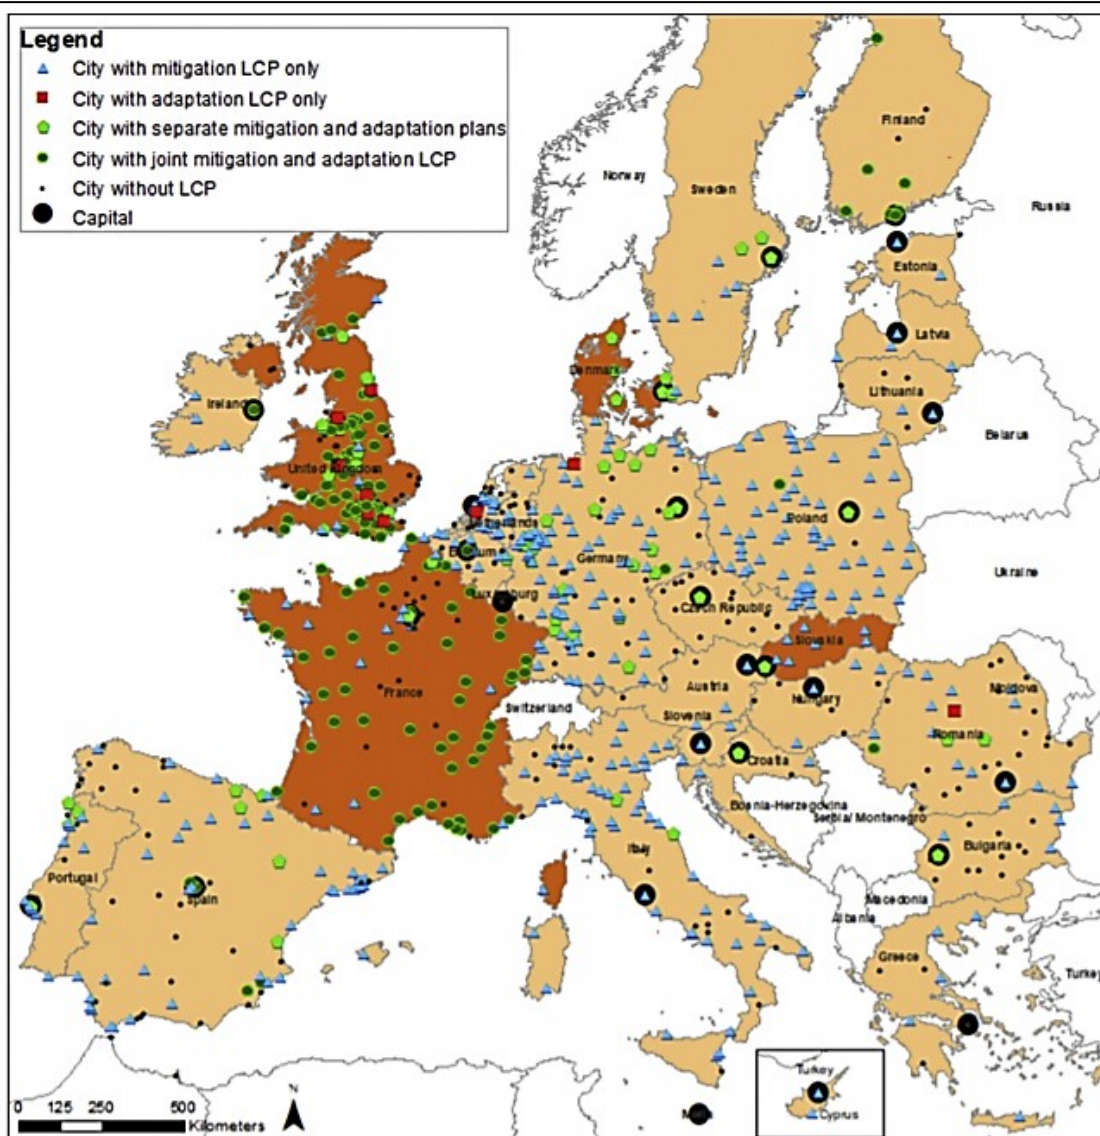 Legend
City with mitigation LCP only
City with adaptation LCP only
City with separate mitigation and adaptation plans
City with joint mitigation and adaptation LCP
City without LCP
Capital
Finland
Norway
Sweden
Russia
Estonia
Latvia
Denmark
Lithuania
Ireland
Belarus
United Kingdom
Netherlands
Poland
Belgium
Germany
Ukraine
Luxemburg
Czech Republic
Slovakia
France
Austria
Moldova
Switzerland
Hungary
Slovenia
Romania
Croatia
Bosnia-Herzegovina
Serbia/ Montenegro
Italy
Bulgaria
Portugal
Spain
Macedonia
Albania
Greece
Turkey
N
Turkey
0 125 250 500
Kilometers
Cyprus